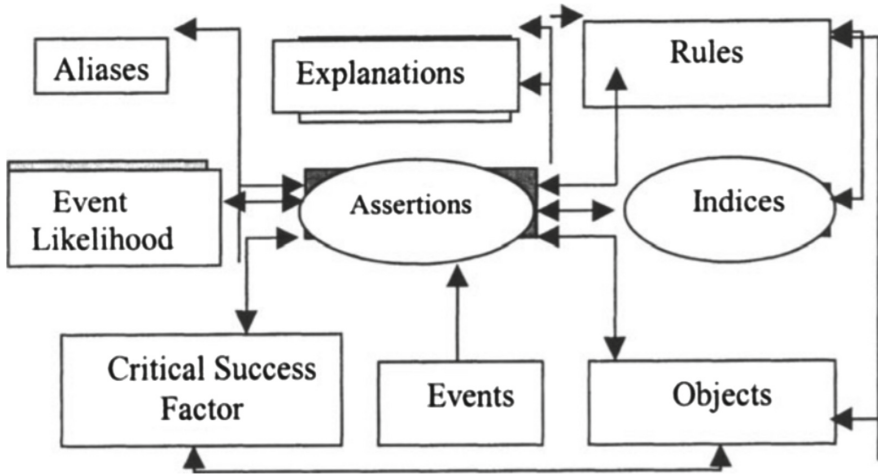 Aliases
Explanations
Rules
Event
Likelihood
Assertions
Indices
Critical Success
Factor
Events
Objects